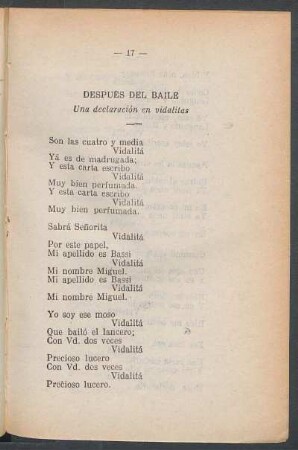 — 17 —
DESPUÉS DEL BAILE
Una declaración en vidalitas
Son las cuatro y media
Vidalitá
Yá es de madrugada;
Y esta carta escribo
Vidalitá
Muy bien perfumada.
Y esta carta escribo
Vidalitá
Muy bien perfumada.
Sabrá Señorita
Vidalitá
Por este papel,
Mi apellido es Bassi
Vidalitá
Mi nombre Miguel.
Mi apellido es Bassi
Vidalitá
Mi nombre Miguel.
Yo soy ese moso
Vidalitá
Que bailó el lancero;
Con Vd. dos veces
Vidalitá
Precioso lucero
Con Vd. dos veces
Vidalitá
Precioso lucero.